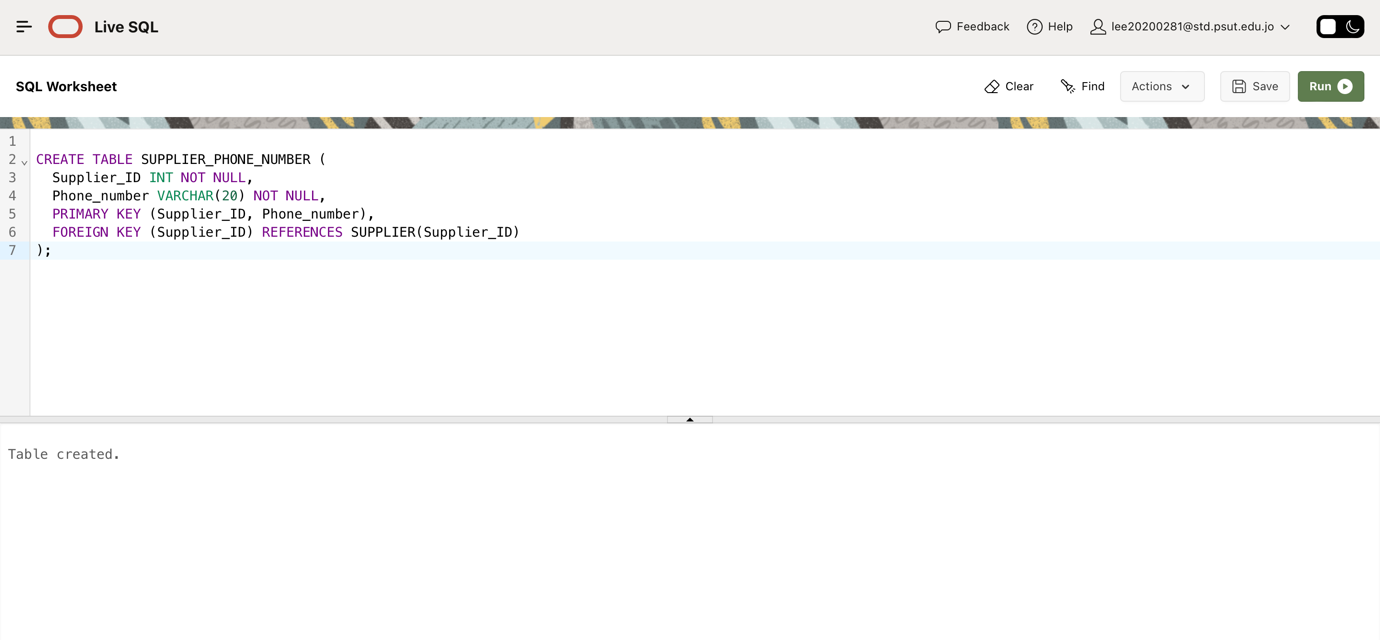 Live SQL
Feedback
Help
lee20200281@std.psut.edu.jo
SQL Worksheet
Clear
Find
Actions
Save
Run
1
2 CREATE TABLE SUPPLIER_PHONE_NUMBER (
3 Supplier_ID INT NOT NULL,
4 Phone_number VARCHAR(20) NOT NULL,
5 PRIMARY KEY (Supplier_ID, Phone_number),
6 FOREIGN KEY (Supplier_ID) REFERENCES SUPPLIER(Supplier_ID)
7 );
Table created.